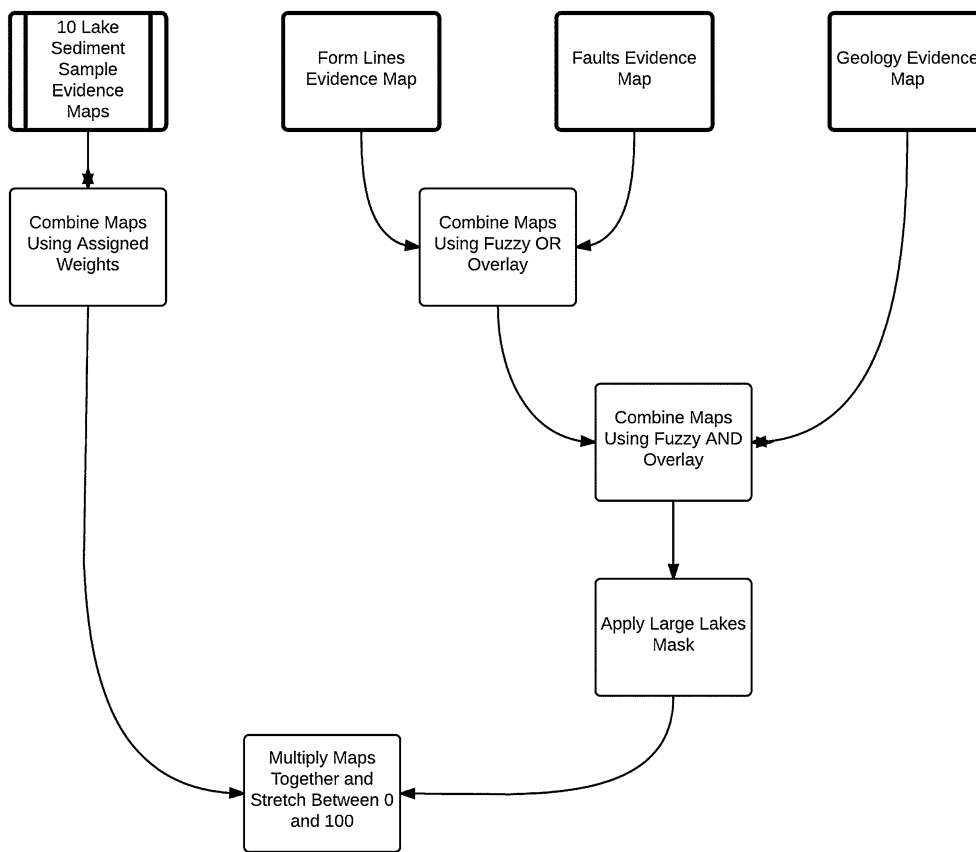 10 Lake
Sediment
Sample
Evidence
Maps
Form Lines
Evidence Map
Faults Evidence
Map
Geology Evidence
Map
Combine Maps
Using Assigned
Weights
Combine Maps
Using Fuzzy OR
Overlay
Combine Maps
Using Fuzzy AND
Overlay
Apply Large Lakes
Mask
Multiply Maps
Together and
Stretch Between 0
and 100